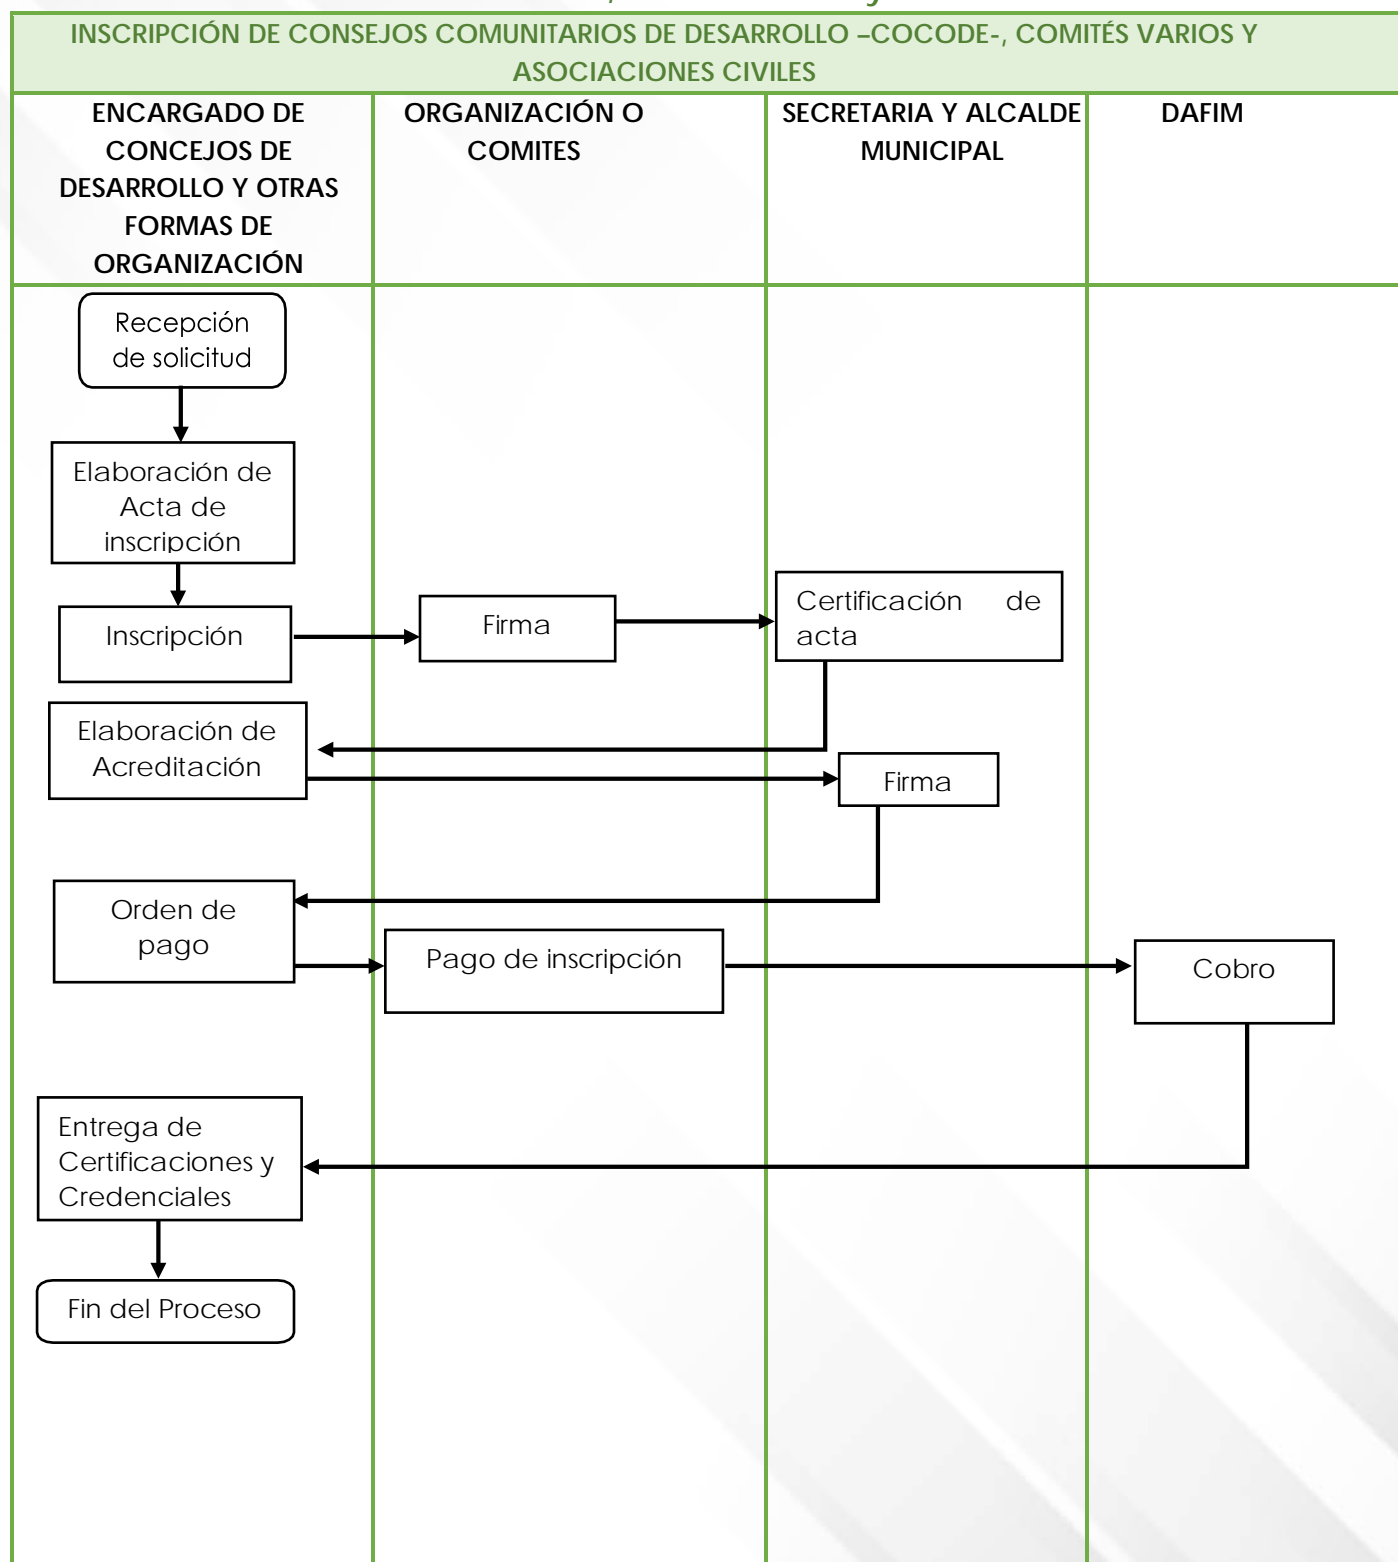 INSCRIPCIÓN DE CONSEJOS COMUNITARIOS DE DESARROLLO –COCODE-, COMITÉS VARIOS Y
ASOCIACIONES CIVILES
ENCARGADO DE
CONCEJOS DE
DESARROLLO Y OTRAS
FORMAS DE
ORGANIZACIÓN
ORGANIZACIÓN O
COMITES
SECRETARIA Y ALCALDE
MUNICIPAL
DAFIM
Recepción
de solicitud
Elaboración de
Acta de
inscripción
Inscripción
Firma
Certificación de
acta
Elaboración de
Acreditación
Firma
Orden de
pago
Pago de inscripción
Cobro
Entrega de
Certificaciones y
Credenciales
Fin del Proceso